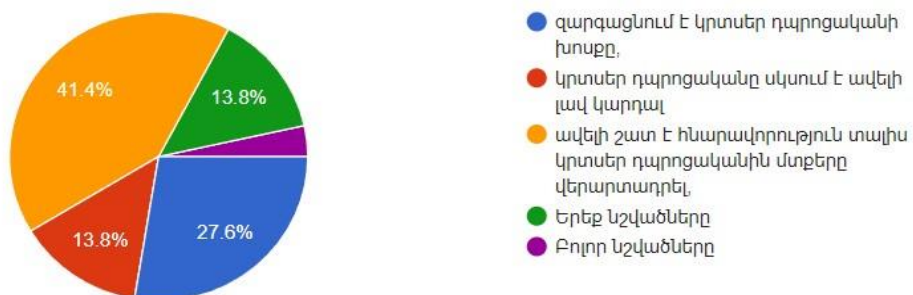 41.4%
13.8%
13.8%
27.6%
զարգացնում է կրտսեր դպրոցականի
խոսքը,
կրտսեր դպրոցականը սկսում է ավելի
լավ կարդալ
ավելի շատ է հնարավորություն տալիս
կրտսեր դպրոցականին մտքերը
վերարտադրել,
Երեք նշվածները
Բոլոր նշվածները